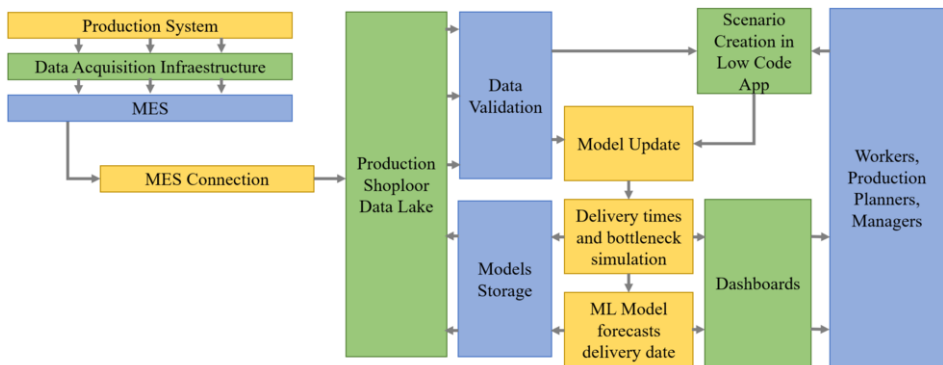 Production System
Data Acquisition Infraestructure
MES
MES Connection
Production
Shoploor
Data Lake
Data
Validation
Models
Storage
Scenario
Creation in
Low Code
App
Model Update
Delivery times
and bottleneck
simulation
ML Model
forecasts
delivery date
Dashboards
Workers,
Production
Planners,
Managers